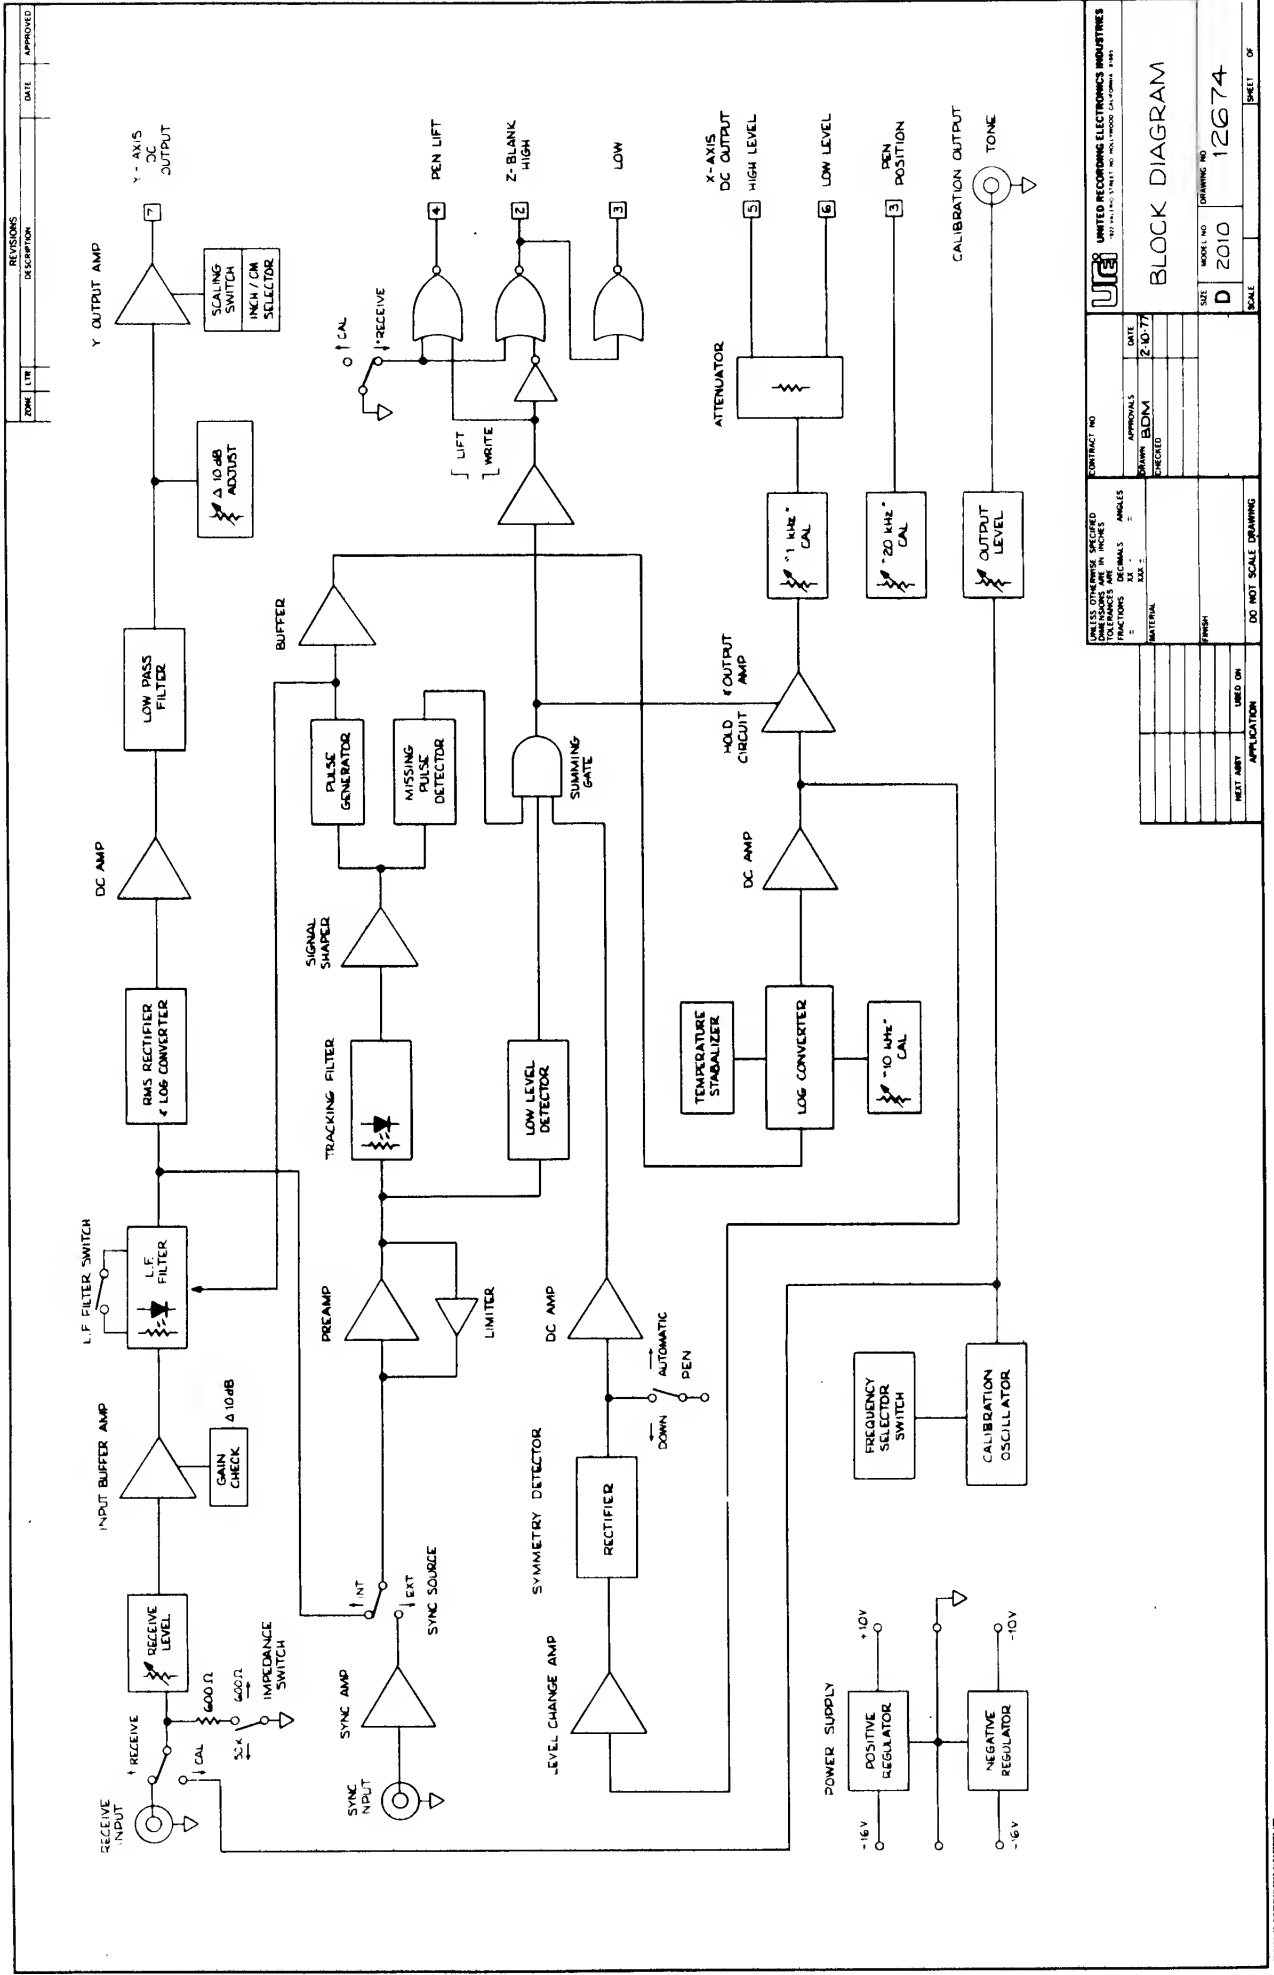 REVISIONS
ZONE LTR DESCRIPTION DATE APPROVED
RECEIVE
INPUT
RECEIVE
CAL
RECEIVE
LEVEL
600Ω
600Ω
IMPEDANCE
SWITCH
INPUT BUFFER AMP
GAIN
CHECK
Δ 10dB
L.F FILTER SWITCH
L.F.
FILTER
RMS RECTIFIER
& LOG CONVERTER
DC AMP
LOW PASS
FILTER
Δ 10dB
ADJUST
Y OUTPUT AMP
SCALING
SWITCH
INCH / CM
SELECTOR
7
Y-AXIS
DC
OUTPUT
SYNC
INPUT
SYNC AMP
INT
EXT
SYNC SOURCE
PREAMP
LIMITER
TRACKING FILTER
LOW LEVEL
DETECTOR
SIGNAL
SHAPER
PULSE
GENERATOR
MISSING
PULSE
DETECTOR
BUFFER
SUMMING
GATE
LIFT
WRITE
CAL
RECEIVE
4
PEN LIFT
2
Z-BLANK
HIGH
3
LOW
LEVEL CHANGE AMP
SYMMETRY DETECTOR
RECTIFIER
DOWN
AUTOMATIC
PEN
DC AMP
TEMPERATURE
STABALIZER
LOG CONVERTER
"10 kHz"
CAL
DC AMP
HOLD
CIRCUIT
& OUTPUT
AMP
"1 kHz"
CAL
"20 kHz"
CAL
ATTENUATOR
X-AXIS
DC OUTPUT
5 HIGH LEVEL
6 LOW LEVEL
3
PEN
POSITION
POWER SUPPLY
-16V
POSITIVE
REGULATOR
+10V
-16V
NEGATIVE
REGULATOR
-10V
FREQUENCY
SELECTOR
SWITCH
CALIBRATION
OSCILLATOR
OUTPUT
LEVEL
CALIBRATION OUTPUT
TONE
NEXT ASSY USED ON
APPLICATION
UNLESS OTHERWISE SPECIFIED
DIMENSIONS ARE IN INCHES
TOLERANCES ARE
FRACTIONS DECIMALS ANGLES
MATERIAL
FINISH
DO NOT SCALE DRAWING
CONTRACT NO
APPROVALS DATE
DRAWN BDM 2-10-77
CHECKED
UREI
UNITED RECORDING ELECTRONICS INDUSTRIES
BLOCK DIAGRAM
SIZE MODEL NO DRAWING NO
D 2010 12674
SCALE SHEET OF